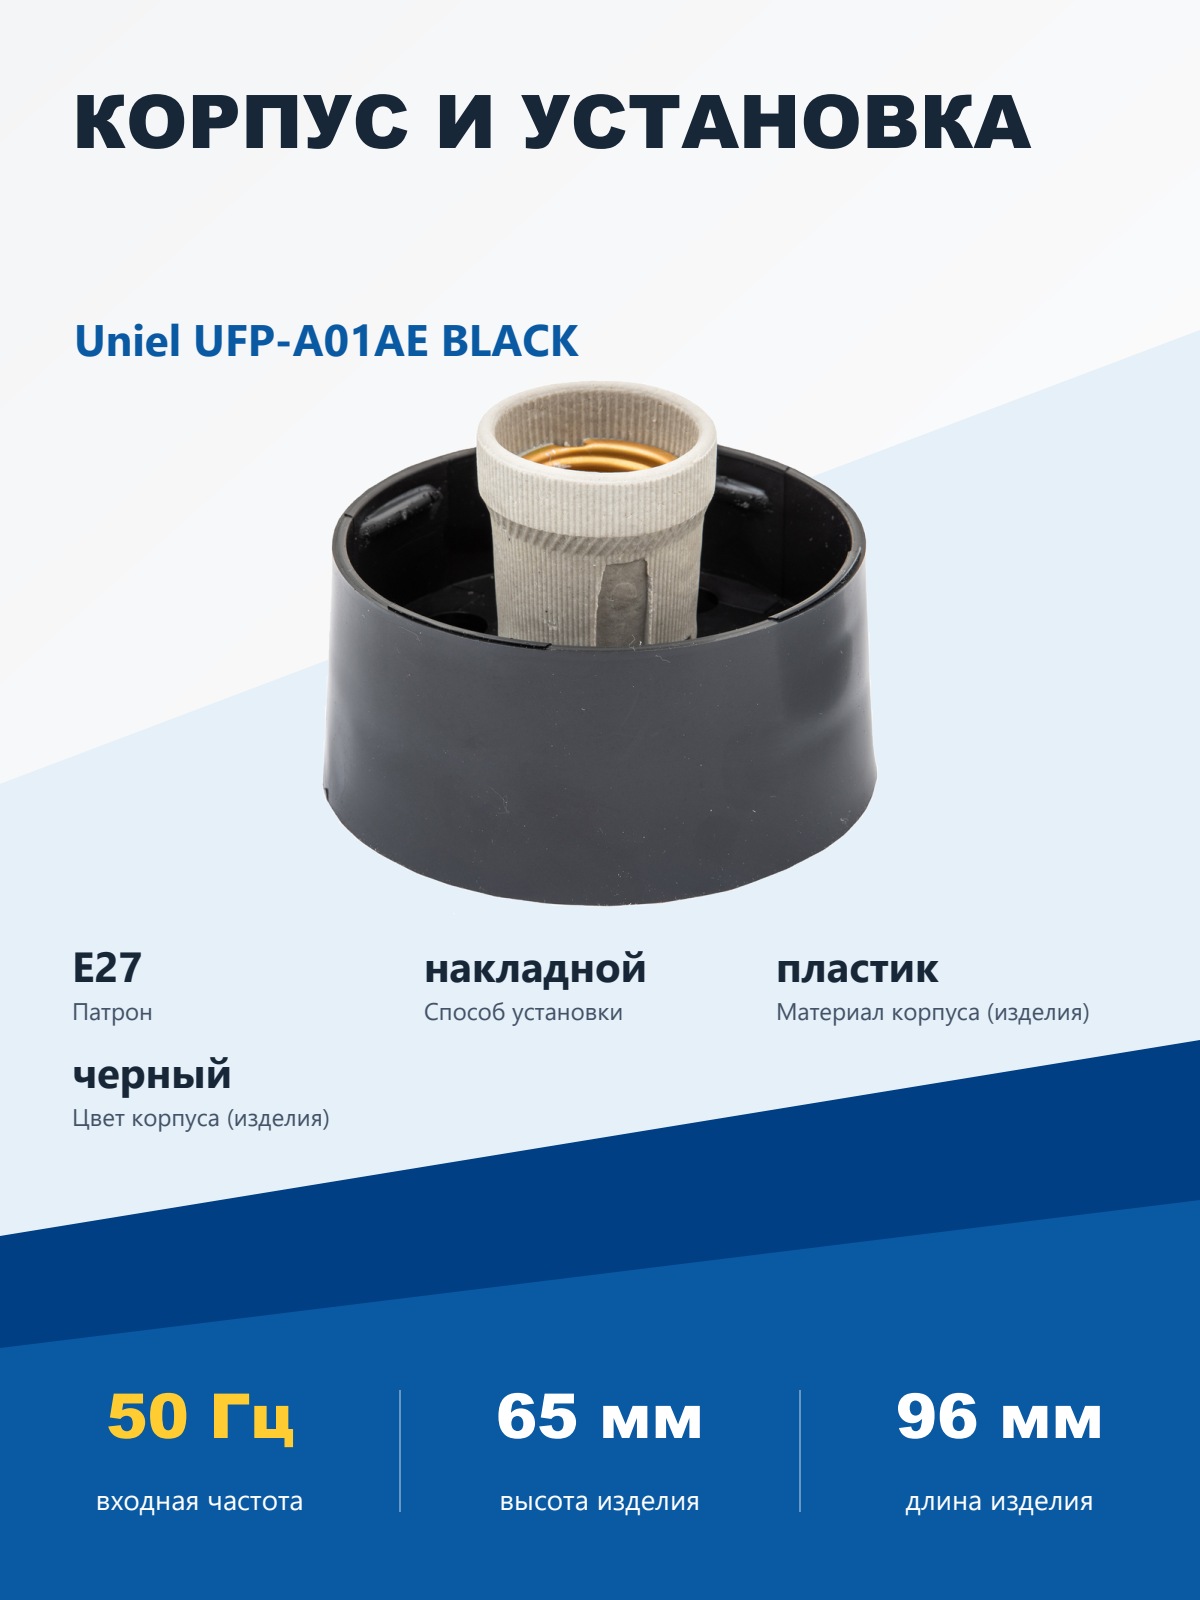 КОРПУС И УСТАНОВКА
Uniel UFP-A01AE BLACK
E27
Патрон
накладной
Способ установки
пластик
Материал корпуса (изделия)
черный
Цвет корпуса (изделия)
50 Гц
входная частота
65 мм
высота изделия
96 мм
длина изделия